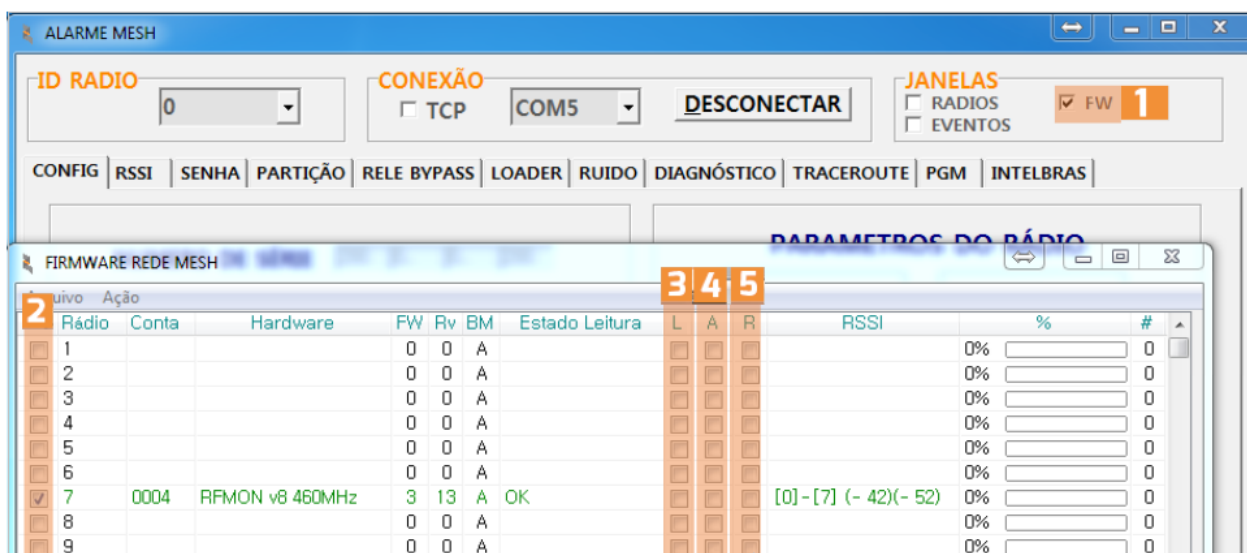 ALARME MESH
ID RADIO
0
CONEXÃO
TCP
COM5
DESCONECTAR
JANELAS
RADIOS
EVENTOS
FW
1
CONFIG RSSI SENHA PARTIÇÃO RELE BYPASS LOADER RUIDO DIAGNÓSTICO TRACEROUTE PGM INTELBRAS
PARAMETROS DO RÁDIO
FIRMWARE REDE MESH
2
3 4 5
Ação
Rádio Conta Hardware FW Rv BM Estado Leitura L A R RSSI % #
1 0 0 A 0% 0
2 0 0 A 0% 0
3 0 0 A 0% 0
4 0 0 A 0% 0
5 0 0 A 0% 0
6 0 0 A 0% 0
7 0004 RFMON v8 460MHz 3 13 A OK [0]-[7] (- 42)(- 52) 0% 0
8 0 0 A 0% 0
9 0 0 A 0% 0